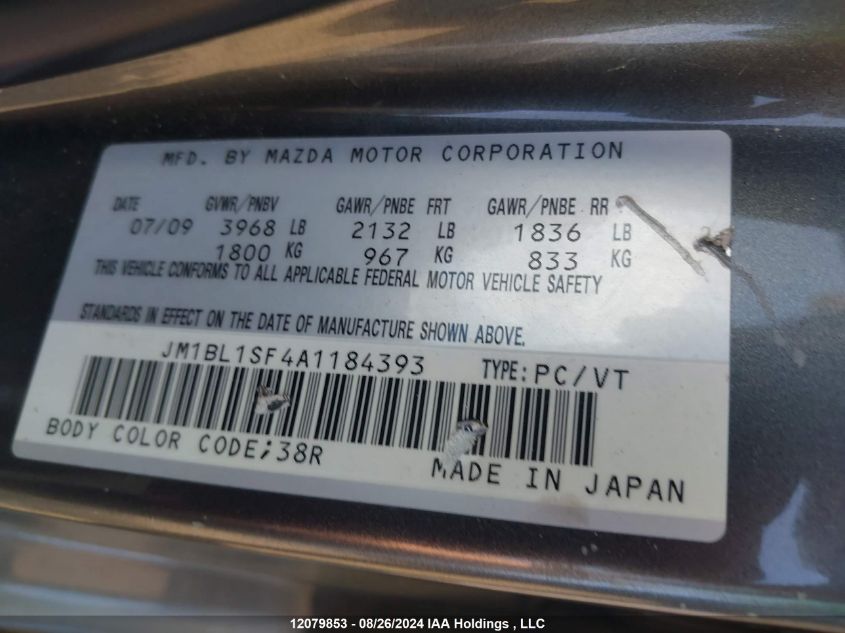 MFD. BY MAZDA MOTOR CORPORATION
DATE GVWR/PNBV GAWR/PNBE FRT GAWR/PNBE RR
07/09 3968 LB 2132 LB 1836 LB
1800 KG 967 KG 833 KG
THIS VEHICLE CONFORMS TO ALL APPLICABLE FEDERAL MOTOR VEHICLE SAFETY
STANDARDS IN EFFECT ON THE DATE OF MANUFACTURE SHOWN ABOVE.
JM1BL1SF4A1184393 TYPE: PC/VT
BODY COLOR CODE;38R
MADE IN JAPAN
12079853 - 08/26/2024 IAA Holdings , LLC